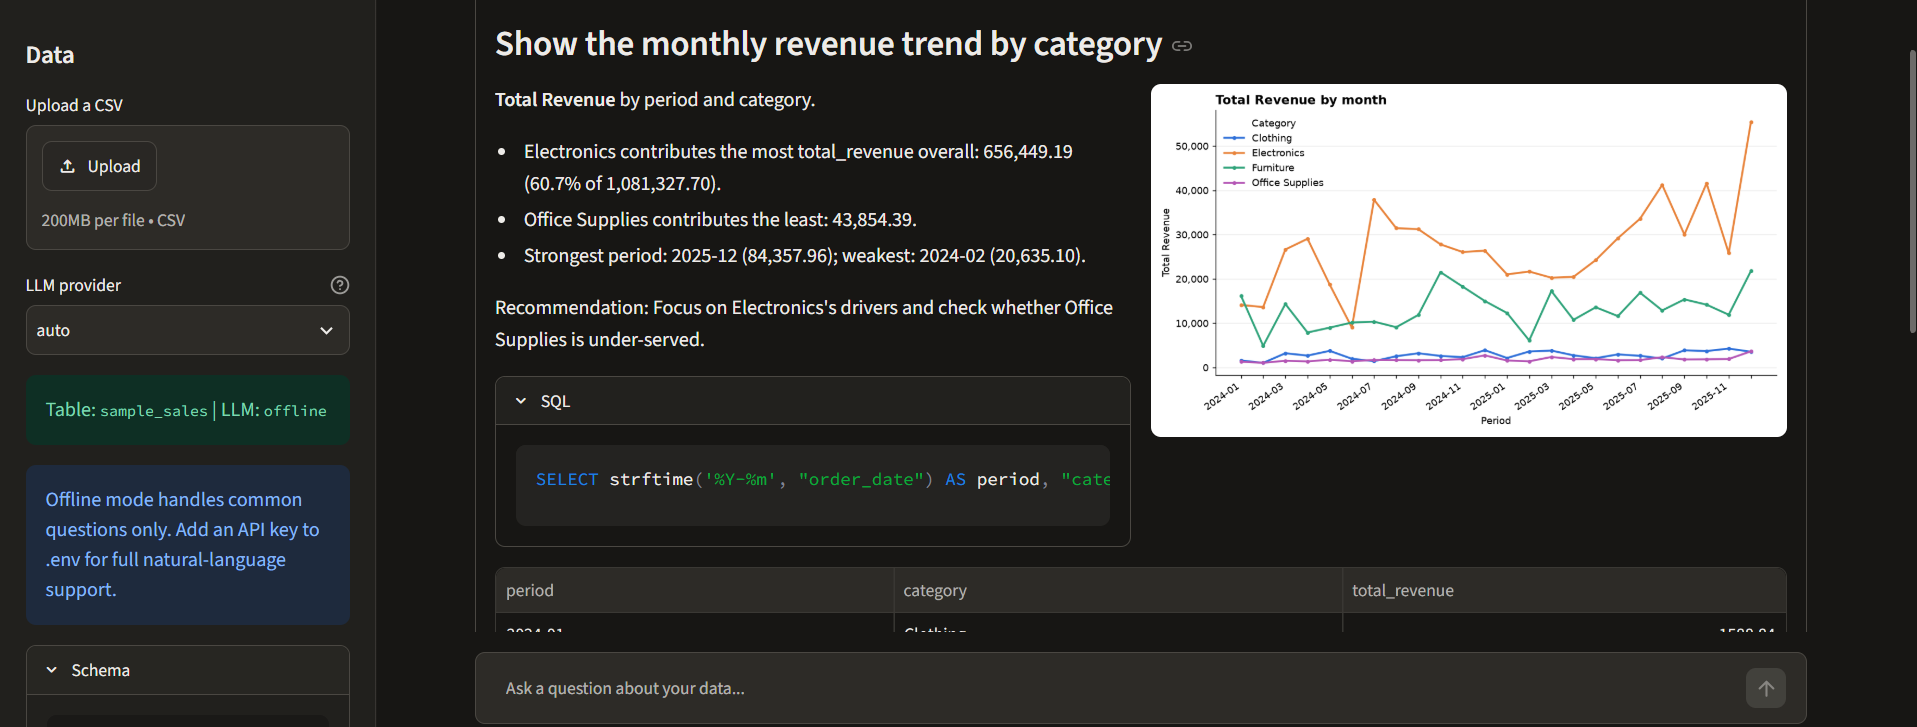 Data
Upload a CSV
Upload
200MB per file • CSV
LLM provider
auto
Table: sample_sales | LLM: offline
Offline mode handles common
questions only. Add an API key to
.env for full natural-language
support.
Schema
Show the monthly revenue trend by category
Total Revenue by period and category.
• Electronics contributes the most total_revenue overall: 656,449.19
(60.7% of 1,081,327.70).
• Office Supplies contributes the least: 43,854.39.
• Strongest period: 2025-12 (84,357.96); weakest: 2024-02 (20,635.10).
Recommendation: Focus on Electronics's drivers and check whether Office
Supplies is under-served.
SQL
SELECT strftime('%Y-%m', "order_date") AS period, "cate
Total Revenue by month
Category
Clothing
Electronics
Furniture
Office Supplies
Total Revenue
50,000
40,000
30,000
20,000
10,000
0
2024-01
2024-03
2024-05
2024-07
2024-09
2024-11
2025-01
2025-03
2025-05
2025-07
2025-09
2025-11
Period
period category total_revenue
2024-01 Clothing
Ask a question about your data...